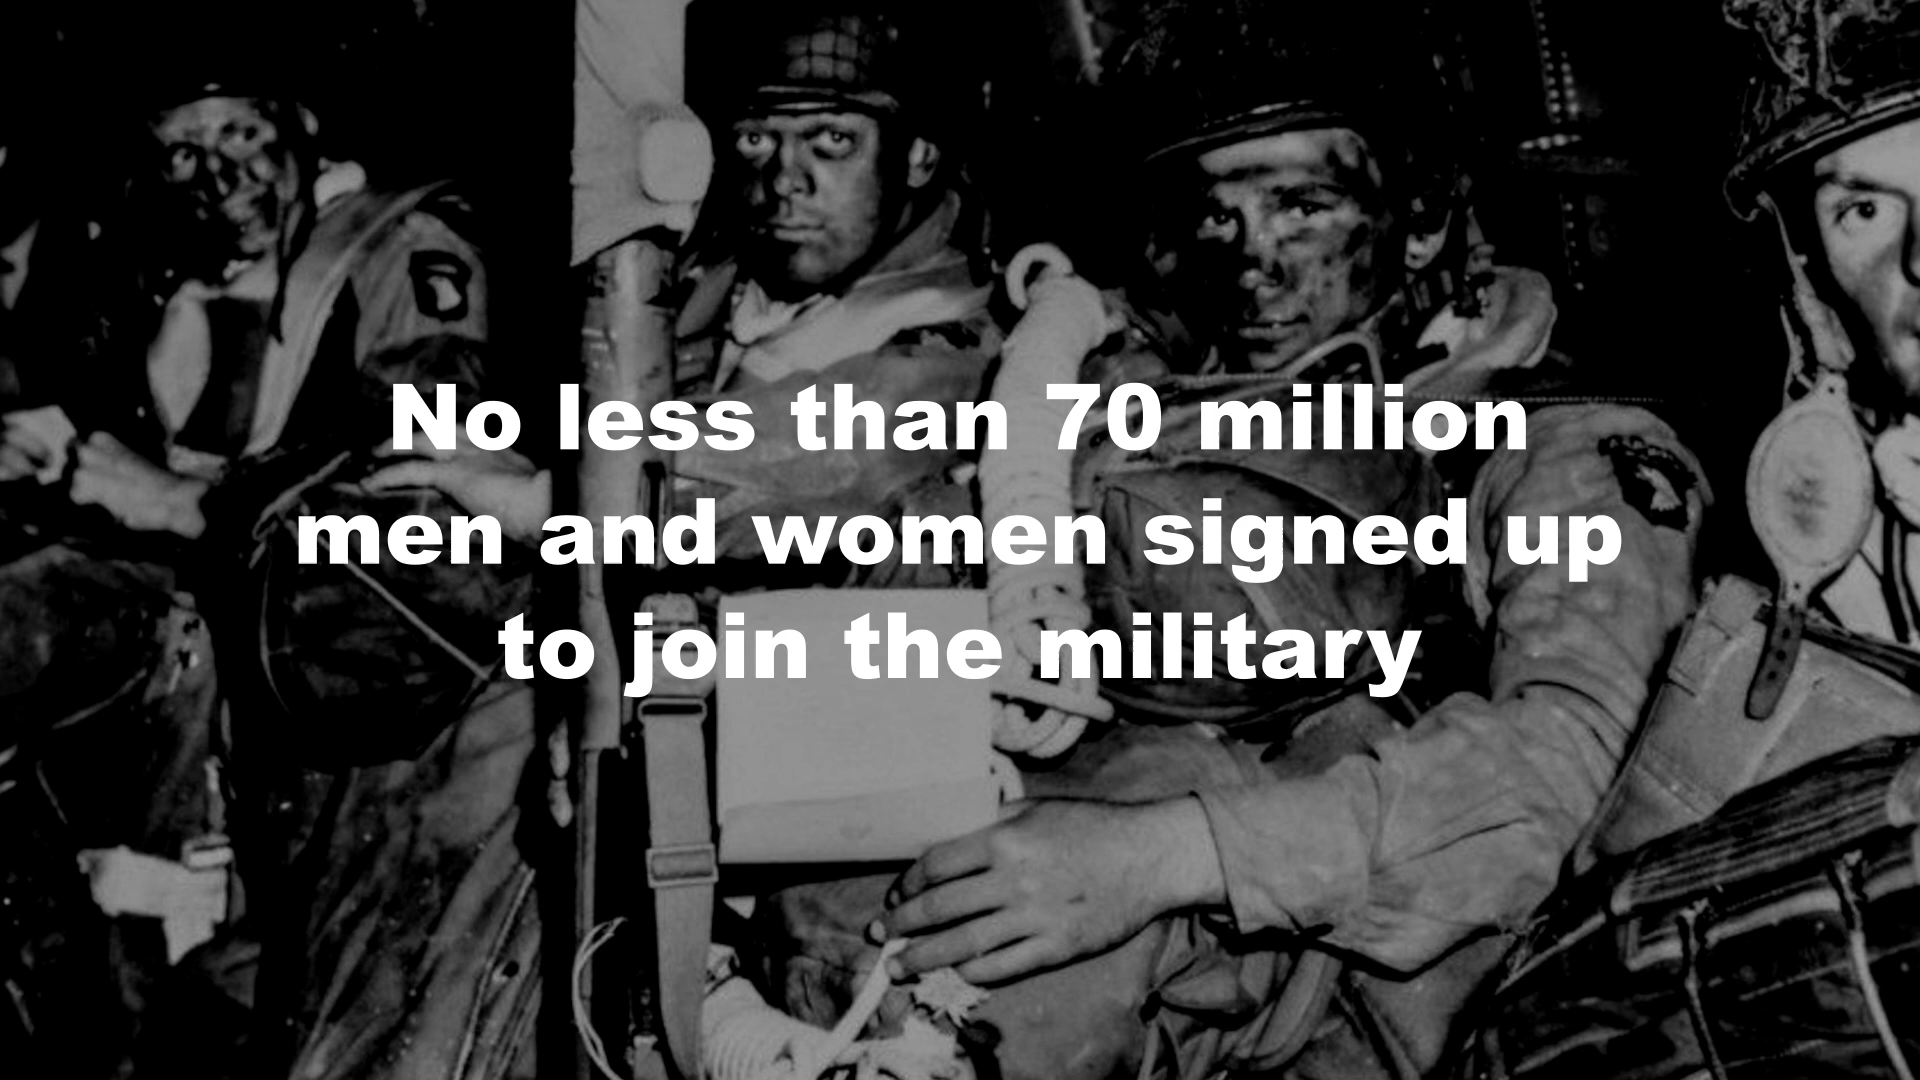 No less than 70 million
men and women signed up
to join the military